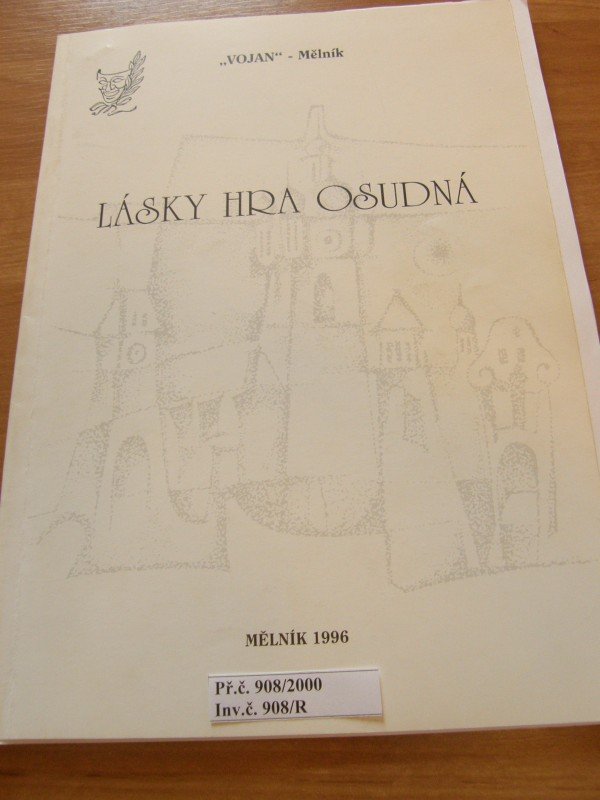 „VOJAN“ - Mělník
LÁSKY HRA OSUDNÁ
MĚLNÍK 1996
Př.č. 908/2000
Inv.č. 908/R